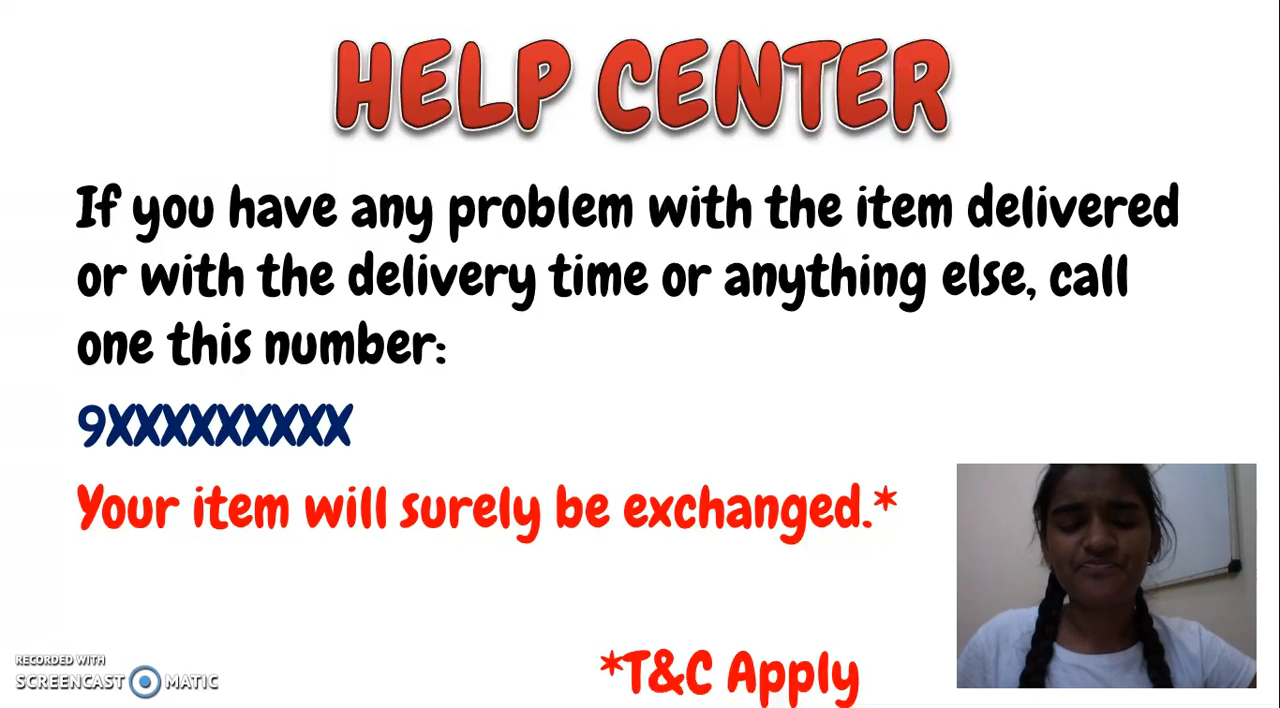 HELP CENTER
If you have any problem with the item delivered
or with the delivery time or anything else, call
one this number:
9XXXXXXXXX
Your item will surely be exchanged.*
*T&C Apply
RECORDED WITH
SCREENCAST MATIC